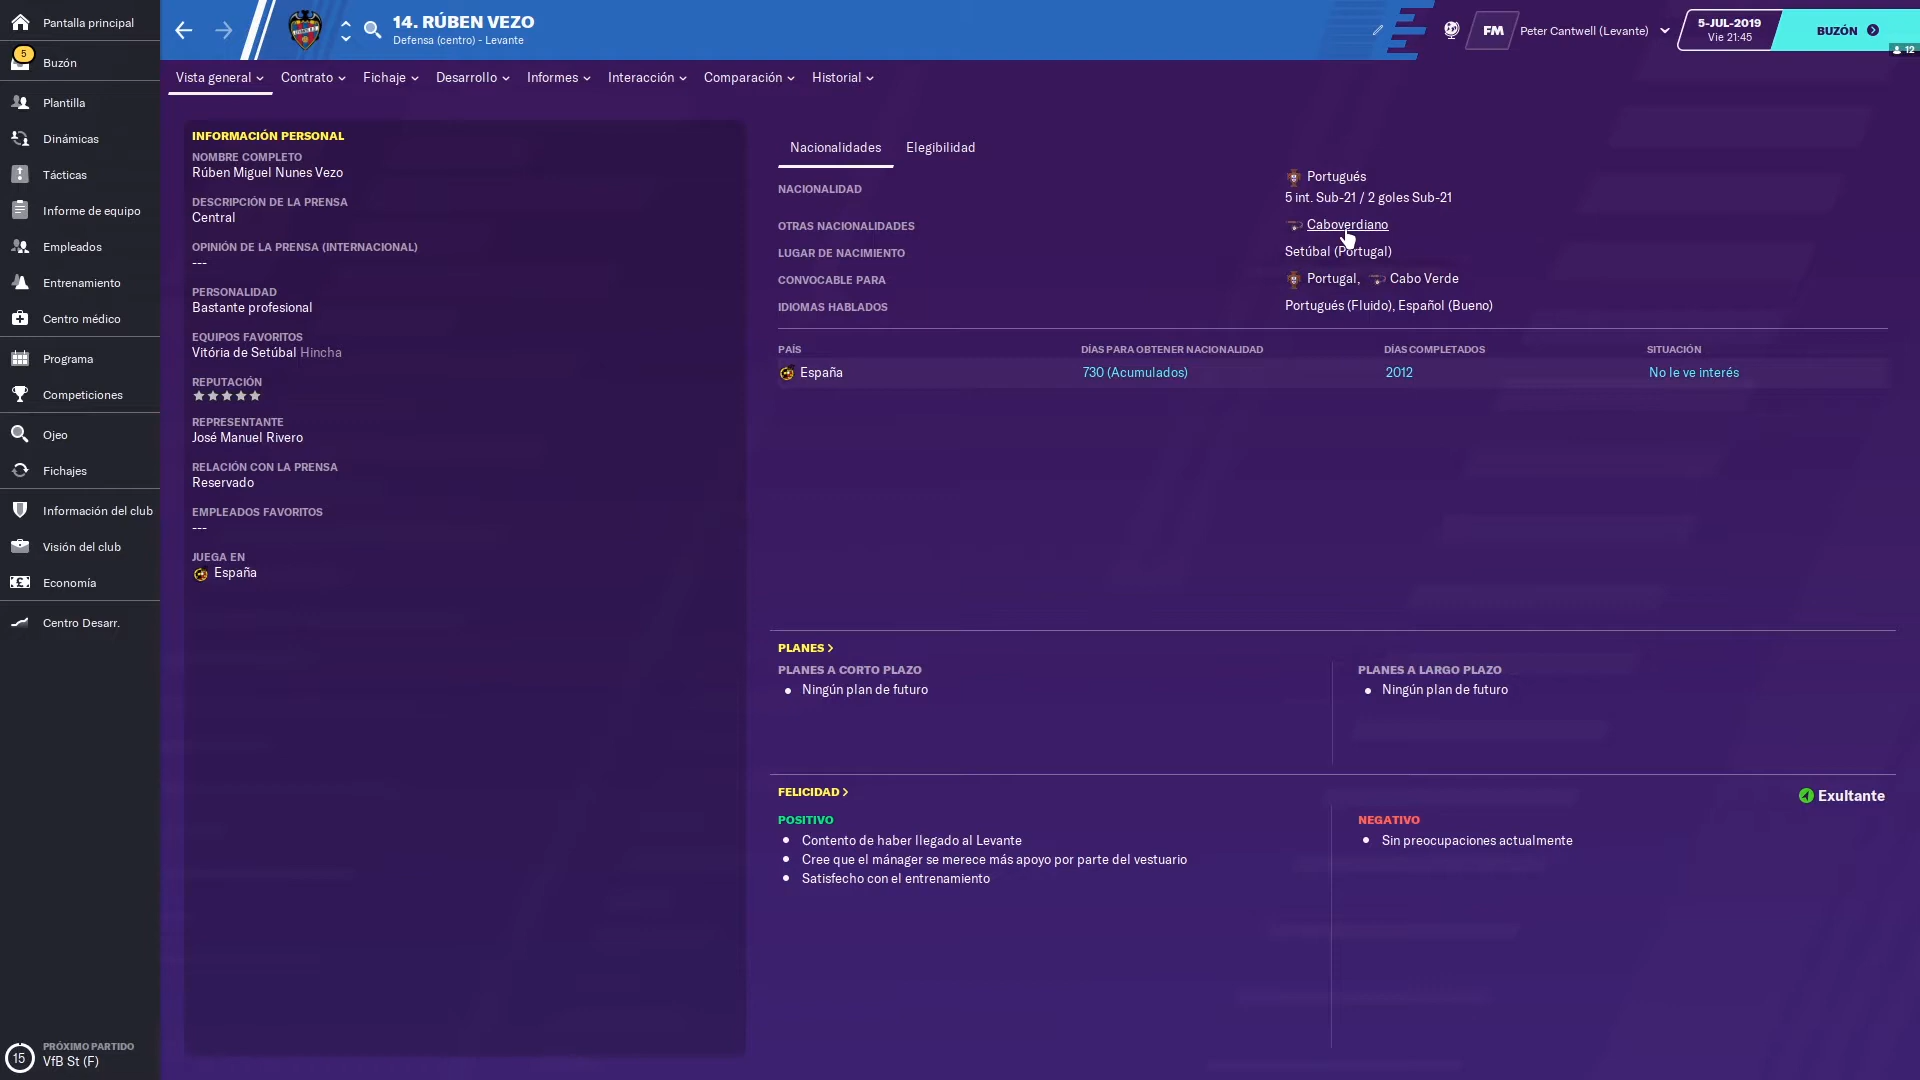 Pantalla principal
5
Buzón
Plantilla
Dinámicas
Tácticas
Informe de equipo
Empleados
Entrenamiento
Centro médico
Programa
Competiciones
Ojeo
Fichajes
Información del club
Visión del club
Economía
Centro Desarr.
15
PRÓXIMO PARTIDO
VfB St (F)
14. RÚBEN VEZO
Defensa (centro) - Levante
FM
Peter Cantwell (Levante)
5-JUL-2019
Vie 21:45
BUZÓN
12
Vista general
Contrato
Fichaje
Desarrollo
Informes
Interacción
Comparación
Historial
INFORMACIÓN PERSONAL
NOMBRE COMPLETO
Rúben Miguel Nunes Vezo
DESCRIPCIÓN DE LA PRENSA
Central
OPINIÓN DE LA PRENSA (INTERNACIONAL)
---
PERSONALIDAD
Bastante profesional
EQUIPOS FAVORITOS
Vitória de Setúbal Hincha
REPUTACIÓN
REPRESENTANTE
José Manuel Rivero
RELACIÓN CON LA PRENSA
Reservado
EMPLEADOS FAVORITOS
---
JUEGA EN
España
Nacionalidades
Elegibilidad
NACIONALIDAD
Portugués
5 int. Sub-21 / 2 goles Sub-21
OTRAS NACIONALIDADES
Caboverdiano
LUGAR DE NACIMIENTO
Setúbal (Portugal)
CONVOCABLE PARA
Portugal, Cabo Verde
IDIOMAS HABLADOS
Portugués (Fluido), Español (Bueno)
PAÍS
DÍAS PARA OBTENER NACIONALIDAD
DÍAS COMPLETADOS
SITUACIÓN
España
730 (Acumulados)
2012
No le ve interés
PLANES
PLANES A CORTO PLAZO
Ningún plan de futuro
PLANES A LARGO PLAZO
Ningún plan de futuro
FELICIDAD
Exultante
POSITIVO
Contento de haber llegado al Levante
Cree que el mánager se merece más apoyo por parte del vestuario
Satisfecho con el entrenamiento
NEGATIVO
Sin preocupaciones actualmente